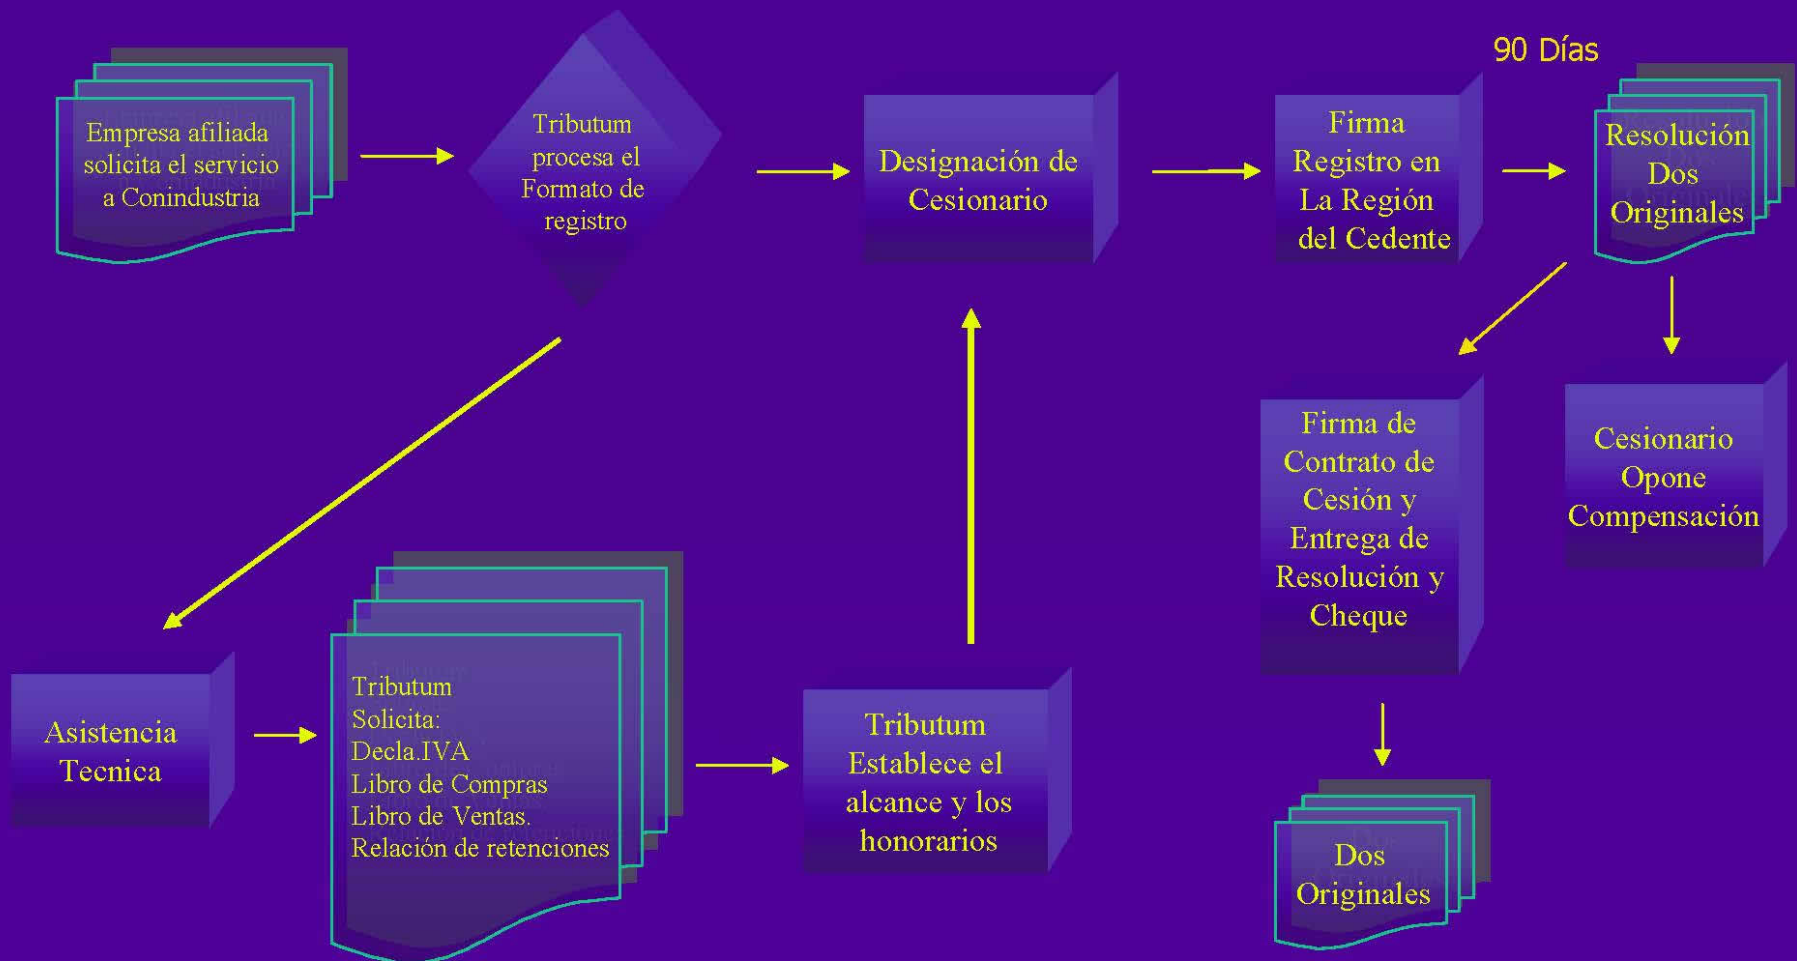 Empresa afiliada
solicita el servicio
a Conindustria
Tributum
procesa el
Formato de
registro
Designación de
Cesionario
Firma
Registro en
La Región
del Cedente
90 Días
Resolución
Dos
Originales
Firma de
Contrato de
Cesión y
Entrega de
Resolución y
Cheque
Cesionario
Opone
Compensación
Asistencia
Tecnica
Tributum
Solicita:
Decla.IVA
Libro de Compras
Libro de Ventas.
Relación de retenciones
Tributum
Establece el
alcance y los
honorarios
Dos
Originales